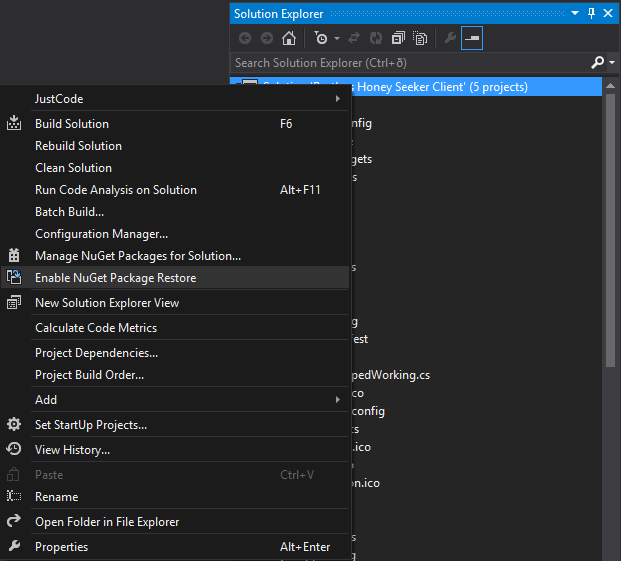 Solution Explorer
Search Solution Explorer (Ctrl+δ)
Honey Seeker Client' (5 projects)
JustCode
Build Solution F6
Rebuild Solution
Clean Solution
Run Code Analysis on Solution Alt+F11
Batch Build...
Configuration Manager...
Manage NuGet Packages for Solution...
Enable NuGet Package Restore
New Solution Explorer View
Calculate Code Metrics
Project Dependencies...
Project Build Order...
Add
Set StartUp Projects...
View History...
Paste Ctrl+V
Rename
Open Folder in File Explorer
Properties Alt+Enter
nfig
gets
s
s
g
est
pedWorking.cs
co
config
ts
.ico
o
n.ico
s
g